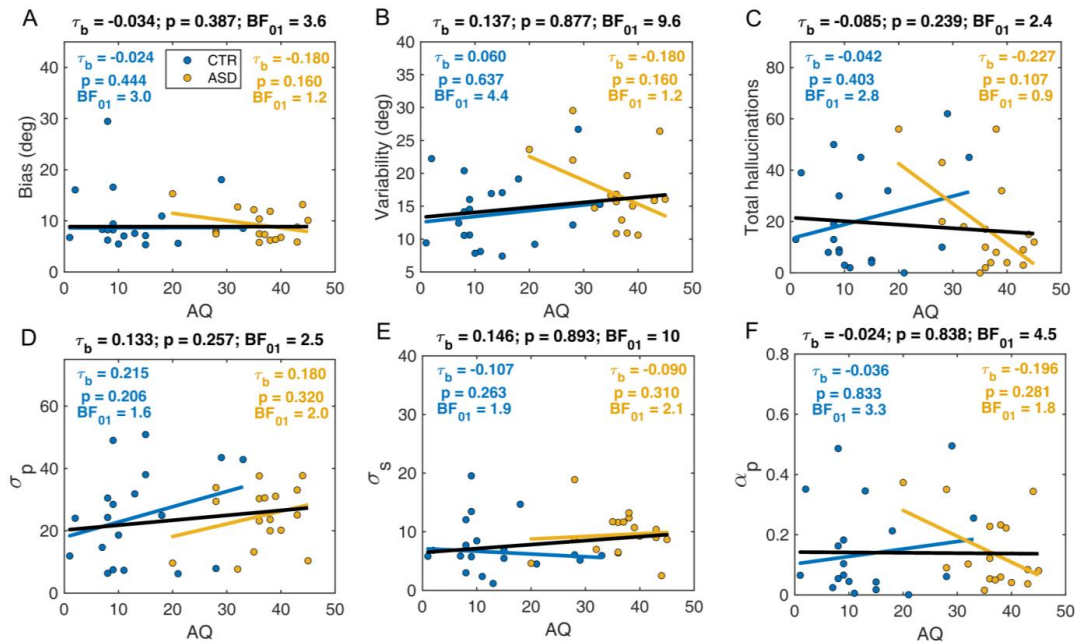 A
τb = -0.034; p = 0.387; BF01 = 3.6
τb = -0.024
p = 0.444
BF01 = 3.0
CTR
ASD
τb = -0.180
p = 0.160
BF01 = 1.2
Bias (deg)
40
30
20
10
0
0 10 20 30 40 50
AQ
B
τb = 0.137; p = 0.877; BF01 = 9.6
τb = 0.060
p = 0.637
BF01 = 4.4
τb = -0.180
p = 0.160
BF01 = 1.2
Variability (deg)
40
35
30
25
20
15
10
5
0 10 20 30 40 50
AQ
C
τb = -0.085; p = 0.239; BF01 = 2.4
τb = -0.042
p = 0.403
BF01 = 2.8
τb = -0.227
p = 0.107
BF01 = 0.9
Total hallucinations
100
80
60
40
20
0
0 10 20 30 40 50
AQ
D
τb = 0.133; p = 0.257; BF01 = 2.5
τb = 0.215
p = 0.206
BF01 = 1.6
τb = 0.180
p = 0.320
BF01 = 2.0
σp
60
40
20
0
0 10 20 30 40 50
AQ
E
τb = 0.146; p = 0.893; BF01 = 10
τb = -0.107
p = 0.263
BF01 = 1.9
τb = -0.090
p = 0.310
BF01 = 2.1
σs
40
30
20
10
0
0 10 20 30 40 50
AQ
F
τb = -0.024; p = 0.838; BF01 = 4.5
τb = -0.036
p = 0.833
BF01 = 3.3
τb = -0.196
p = 0.281
BF01 = 1.8
αp
0.8
0.6
0.4
0.2
0
0 10 20 30 40 50
AQ